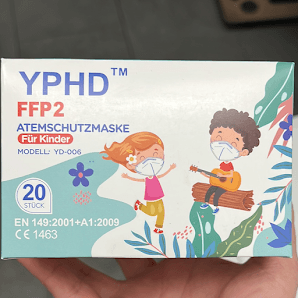 YPHD™
FFP2
ATEMSCHUTZMASKE
Für Kinder
MODELL: YD-006
20
STÜCK
EN 149:2001+A1:2009
CE 1463